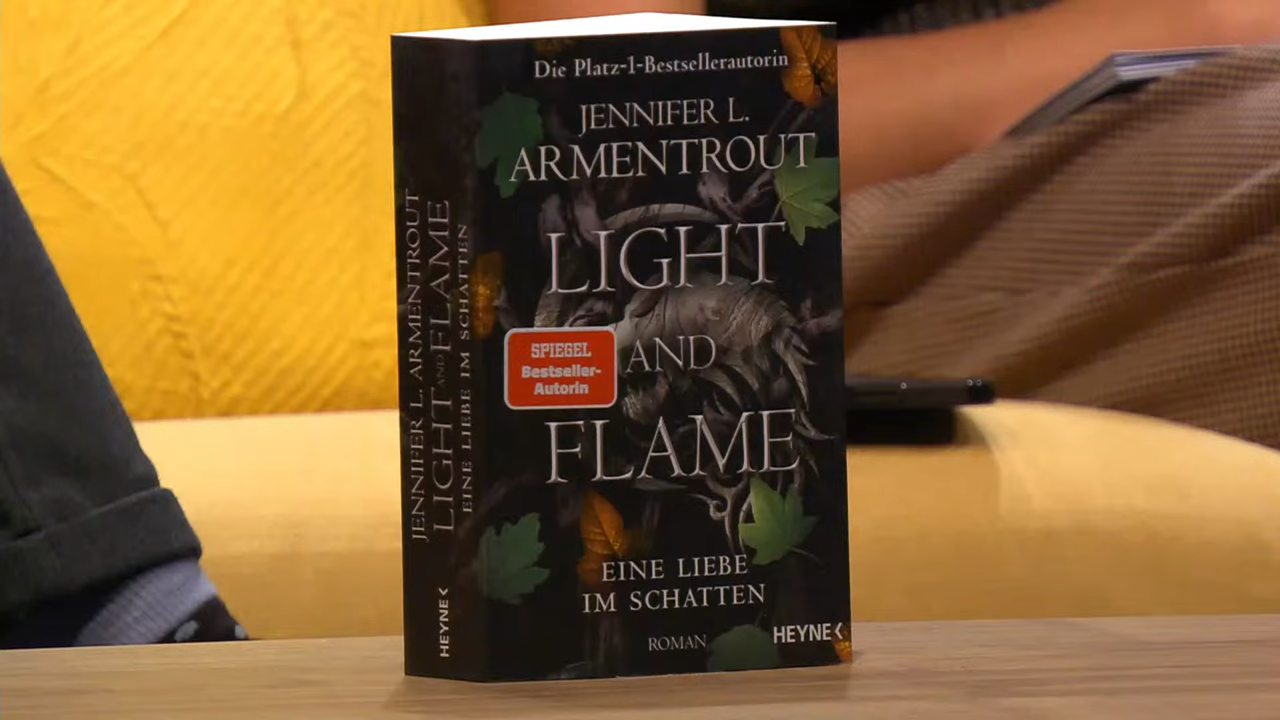 Die Platz-1-Bestsellerautorin
JENNIFER L.
ARMENTROUT
LIGHT
AND
FLAME
SPIEGEL
Bestseller-
Autorin
EINE LIEBE
IM SCHATTEN
ROMAN
HEYNE<
JENNIFER L. ARMENTROUT
LIGHT AND FLAME
EINE LIEBE IM SCHATTEN
HEYNE<